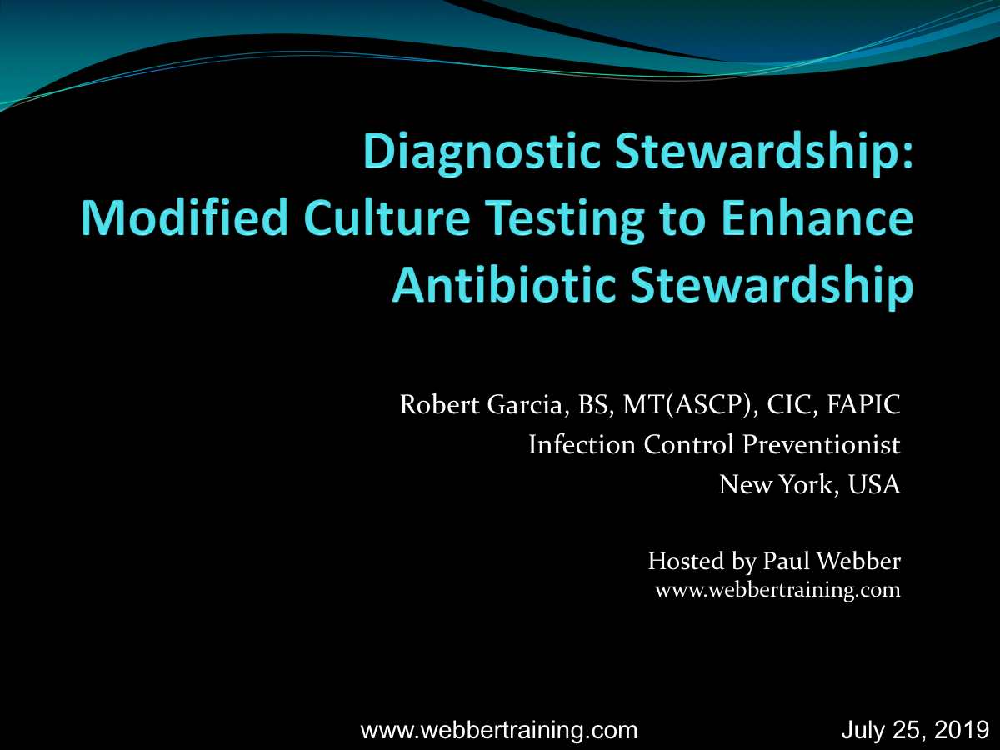 Diagnostic Stewardship:
Modified Culture Testing to Enhance
Antibiotic Stewardship
Robert Garcia, BS, MT(ASCP), CIC, FAPIC
Infection Control Preventionist
New York, USA
Hosted by Paul Webber
www.webbertraining.com
www.webbertraining.com
July 25, 2019